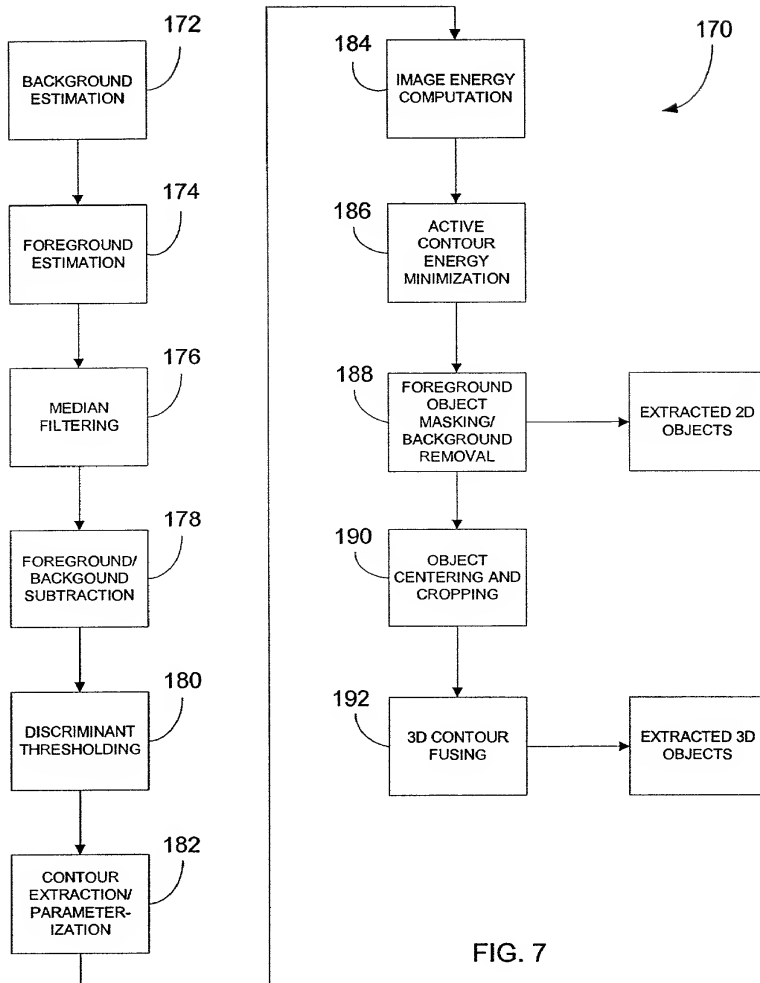 172
BACKGROUND
ESTIMATION
174
FOREGROUND
ESTIMATION
176
MEDIAN
FILTERING
178
FOREGROUND/
BACKGOUND
SUBTRACTION
180
DISCRIMINANT
THRESHOLDING
182
CONTOUR
EXTRACTION/
PARAMETER-
IZATION
170
184
IMAGE ENERGY
COMPUTATION
186
ACTIVE
CONTOUR
ENERGY
MINIMIZATION
188
FOREGROUND
OBJECT
MASKING/
BACKGROUND
REMOVAL
EXTRACTED 2D
OBJECTS
190
OBJECT
CENTERING AND
CROPPING
192
3D CONTOUR
FUSING
EXTRACTED 3D
OBJECTS
FIG. 7